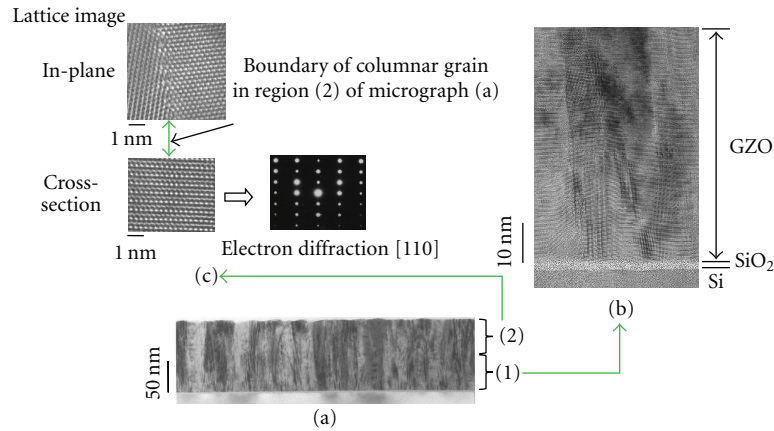 Lattice image
In-plane
1 nm
Boundary of columnar grain
in region (2) of micrograph (a)
Cross-
section
1 nm
Electron diffraction [110]
(c)
10 nm
GZO
SiO₂
Si
(b)
50 nm
(2)
(1)
(a)